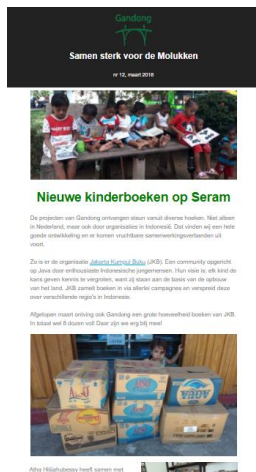 Gandong
Samen sterk voor de Molukken
nr 12, maart 2018
Nieuwe kinderboeken op Seram
De projecten van Gandong ontvangen steun vanuit diverse hoeken. Niet alleen
in Nederland, maar ook door organisaties in Indonesië. Dat vinden wij een hele
goede ontwikkeling en er komen vruchtbare samenwerkingsverbanden uit
voort.
Zo is er de organisatie Jakarta Kumpul Buku (JKB). Een community opgericht
op Java door enthousiaste Indonesische jongemensen. Hun visie is: elk kind de
kans geven kennis te vergroten, want zij staan aan de basis van de opbouw
van het land. JKB zamelt boeken in via allerlei campagnes en verspreid deze
over verschillende regio's in Indonesie.
Afgelopen maart ontving ook Gandong een grote hoeveelheid boeken van JKB.
In totaal wel 8 dozen vol! Daar zijn we erg blij mee!
AQUA
heeft samen met